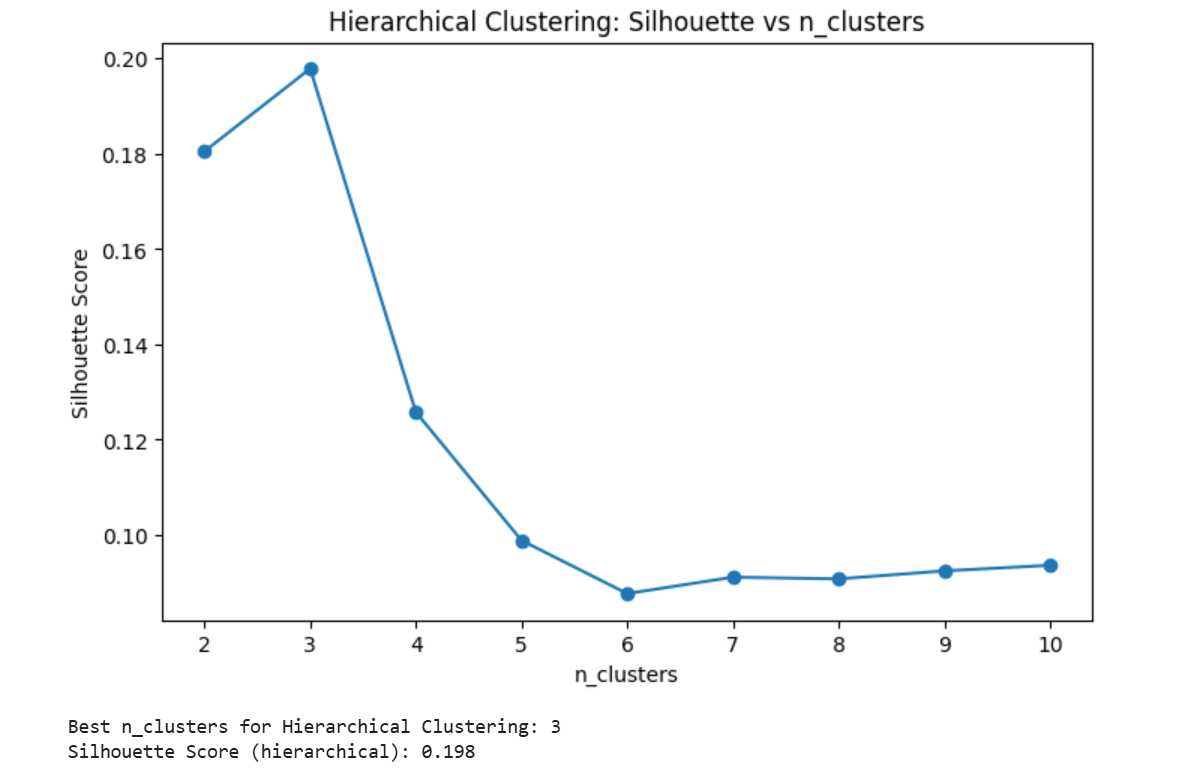 Hierarchical Clustering: Silhouette vs n_clusters
0.20
0.18
0.16
0.14
0.12
0.10
Silhouette Score
2 3 4 5 6 7 8 9 10
n_clusters
Best n_clusters for Hierarchical Clustering: 3
Silhouette Score (hierarchical): 0.198